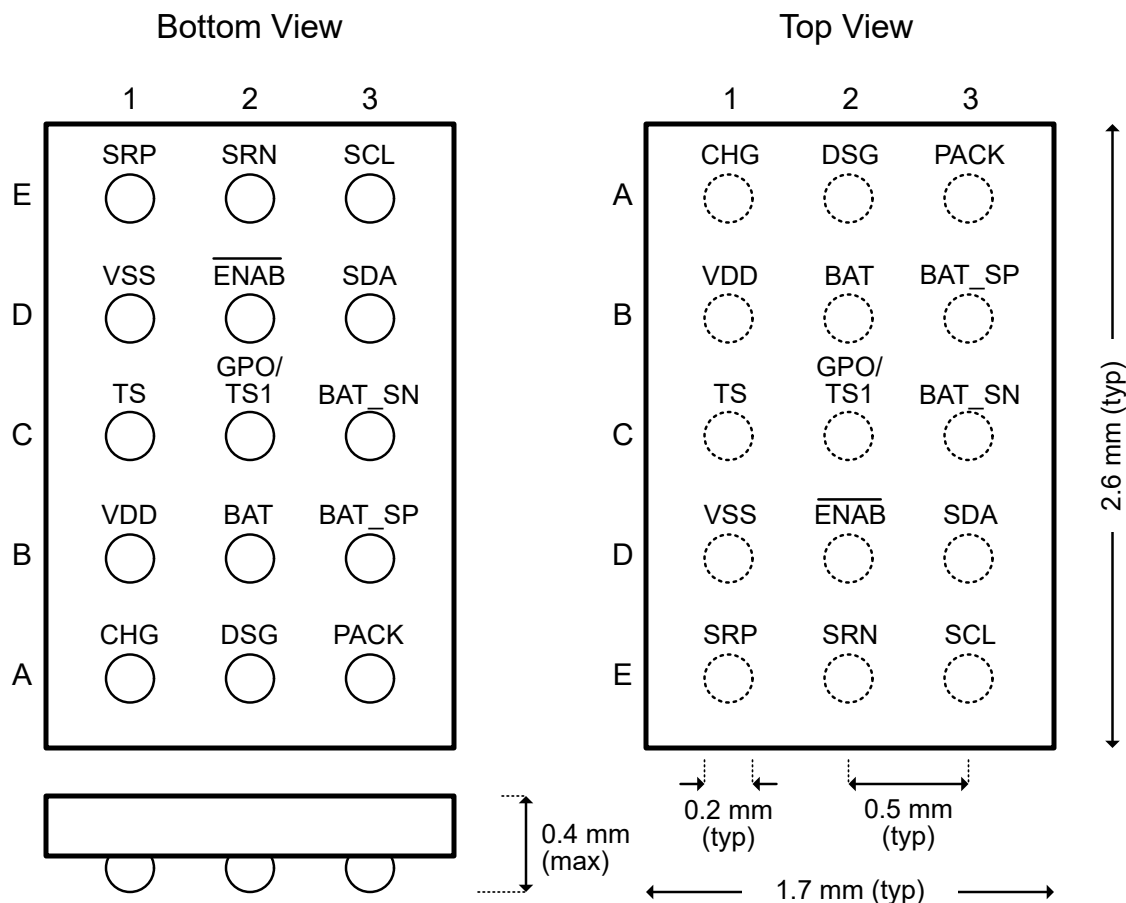 Bottom View
1 2 3
E
SRP SRN SCL
D
VSS ENAB SDA
C
TS GPO/
TS1 BAT_SN
B
VDD BAT BAT_SP
A
CHG DSG PACK
Top View
1 2 3
A
CHG DSG PACK
B
VDD BAT BAT_SP
C
TS GPO/
TS1 BAT_SN
D
VSS ENAB SDA
E
SRP SRN SCL
2.6 mm (typ)
0.4 mm
(max)
0.2 mm
(typ)
0.5 mm
(typ)
1.7 mm (typ)